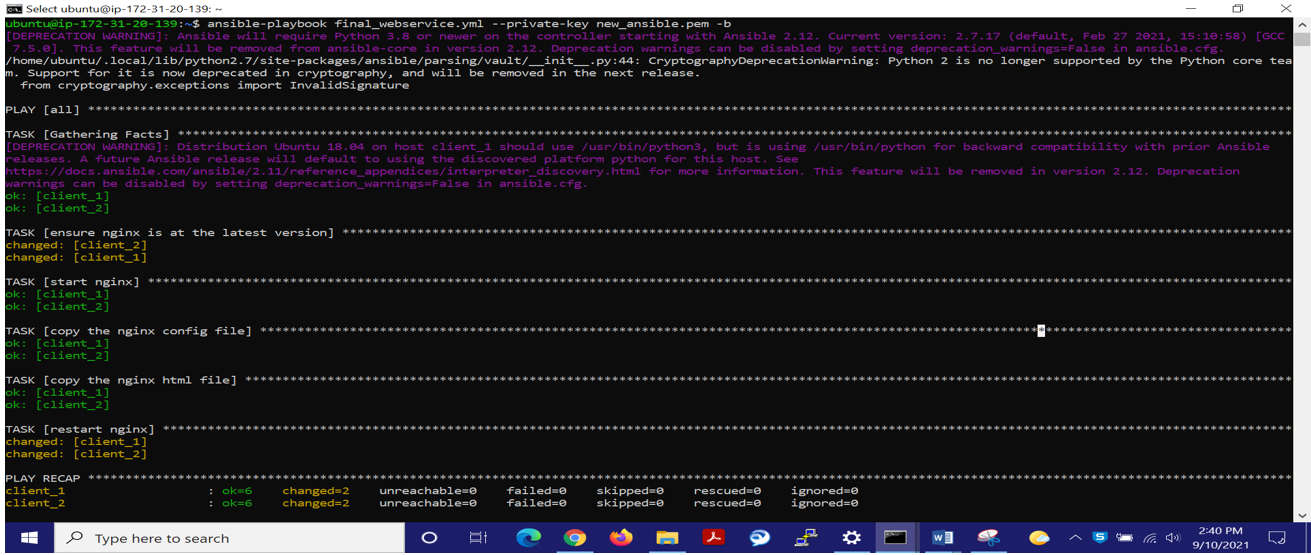 Select ubuntu@ip-172-31-20-139: ~
ubuntu@ip-172-31-20-139:~$ ansible-playbook final_webservice.yml --private-key new_ansible.pem -b
[DEPRECATION WARNING]: Ansible will require Python 3.8 or newer on the controller starting with Ansible 2.12. Current version: 2.7.17 (default, Feb 27 2021, 15:10:58) [GCC
 7.5.0]. This feature will be removed from ansible-core in version 2.12. Deprecation warnings can be disabled by setting deprecation_warnings=False in ansible.cfg.
/home/ubuntu/.local/lib/python2.7/site-packages/ansible/parsing/vault/__init__.py:44: CryptographyDeprecationWarning: Python 2 is no longer supported by the Python core tea
m. Support for it is now deprecated in cryptography, and will be removed in the next release.
  from cryptography.exceptions import InvalidSignature
PLAY [all] ****************************************************************
TASK [Gathering Facts] ****************************************************************
[DEPRECATION WARNING]: Distribution Ubuntu 18.04 on host client_1 should use /usr/bin/python3, but is using /usr/bin/python for backward compatibility with prior Ansible
releases. A future Ansible release will default to using the discovered platform python for this host. See
https://docs.ansible.com/ansible/2.11/reference_appendices/interpreter_discovery.html for more information. This feature will be removed in version 2.12. Deprecation
warnings can be disabled by setting deprecation_warnings=False in ansible.cfg.
ok: [client_1]
ok: [client_2]
TASK [ensure nginx is at the latest version] ****************************************************************
changed: [client_2]
changed: [client_1]
TASK [start nginx] ****************************************************************
ok: [client_1]
ok: [client_2]
TASK [copy the nginx config file] ****************************************************************
ok: [client_1]
ok: [client_2]
TASK [copy the nginx html file] ****************************************************************
ok: [client_1]
ok: [client_2]
TASK [restart nginx] ****************************************************************
changed: [client_1]
changed: [client_2]
PLAY RECAP ****************************************************************
client_1 : ok=6 changed=2 unreachable=0 failed=0 skipped=0 rescued=0 ignored=0
client_2 : ok=6 changed=2 unreachable=0 failed=0 skipped=0 rescued=0 ignored=0
Type here to search
2:40 PM
9/10/2021